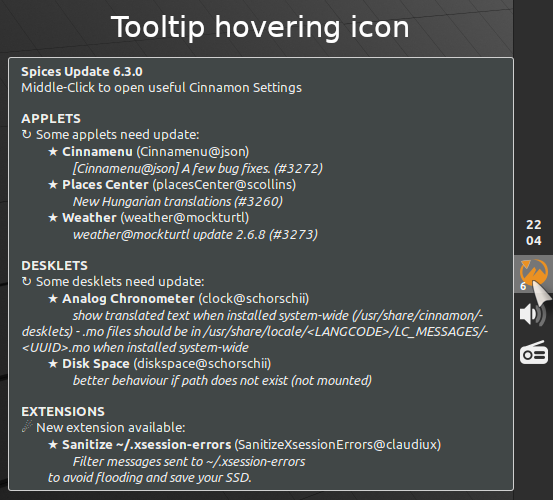 Tooltip hovering icon
Spices Update 6.3.0
Middle-Click to open useful Cinnamon Settings
APPLETS
↻ Some applets need update:
★ Cinnamenu (Cinnamenu@json)
[Cinnamenu@json] A few bug fixes. (#3272)
★ Places Center (placesCenter@scollins)
New Hungarian translations (#3260)
★ Weather (weather@mockturtl)
weather@mockturtl update 2.6.8 (#3273)
DESKLETS
↻ Some desklets need update:
★ Analog Chronometer (clock@schorschii)
show translated text when installed system-wide (/usr/share/cinnamon/-
desklets) - .mo files should be in /usr/share/locale/<LANGCODE>/LC_MESSAGES/-
<UUID>.mo when installed system-wide
★ Disk Space (diskspace@schorschii)
better behaviour if path does not exist (not mounted)
EXTENSIONS
☄ New extension available:
★ Sanitize ~/.xsession-errors (SanitizeXsessionErrors@claudiux)
Filter messages sent to ~/.xsession-errors
to avoid flooding and save your SSD.
22
04
6